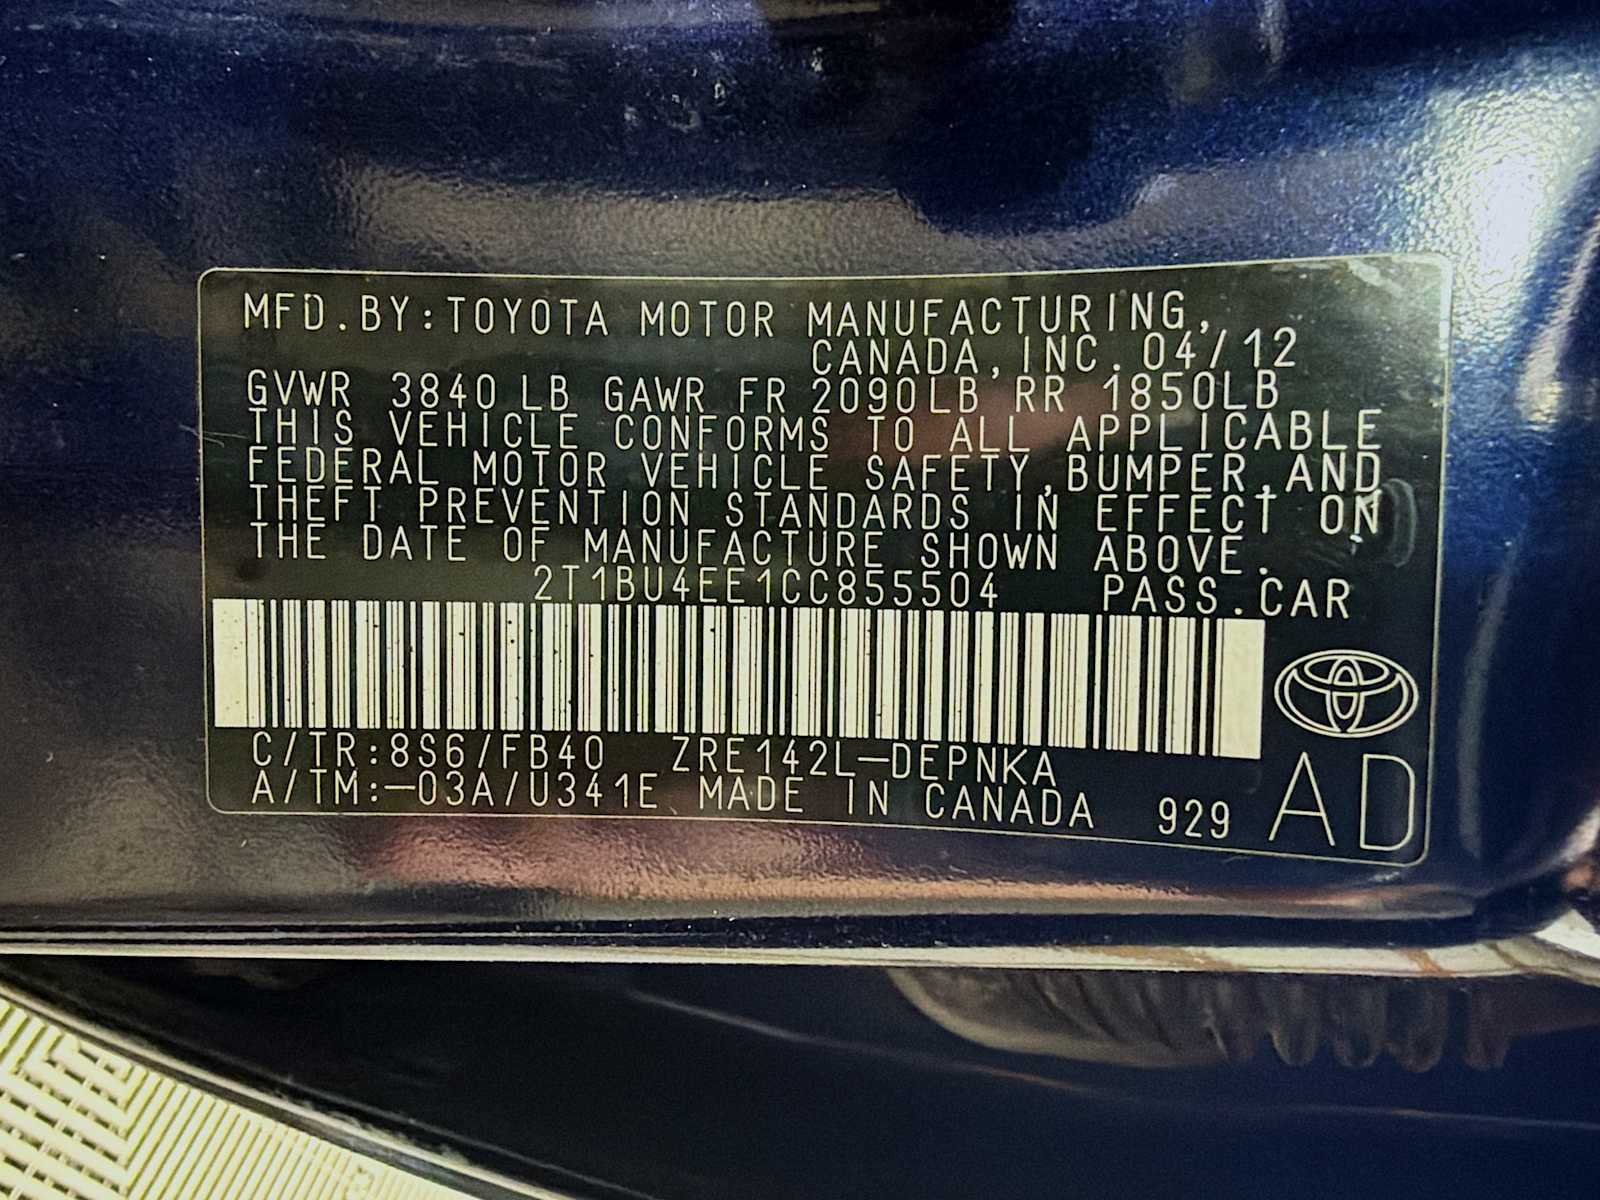 MFD.BY:TOYOTA MOTOR MANUFACTURING,
CANADA,INC. 04/12
GVWR 3840 LB GAWR FR 2090LB RR 1850LB
THIS VEHICLE CONFORMS TO ALL APPLICABLE
FEDERAL MOTOR VEHICLE SAFETY,BUMPER,AND
THEFT PREVENTION STANDARDS IN EFFECT ON
THE DATE OF MANUFACTURE SHOWN ABOVE.
2T1BU4EE1CC855504 PASS.CAR
C/TR:8S6/FB40 ZRE142L-DEPNKA
A/TM:-03A/U341E MADE IN CANADA 929 AD